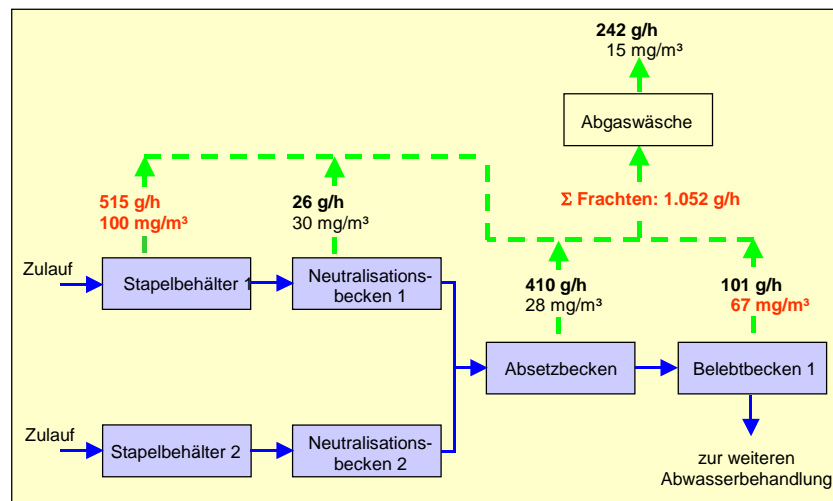 242 g/h
15 mg/m³
Abgaswäsche
515 g/h
100 mg/m³
26 g/h
30 mg/m³
Σ Frachten: 1.052 g/h
410 g/h
28 mg/m³
101 g/h
67 mg/m³
Zulauf
Stapelbehälter 1
Neutralisations-
becken 1
Absetzbecken
Belebtbecken 1
Zulauf
Stapelbehälter 2
Neutralisations-
becken 2
zur weiteren
Abwasserbehandlung